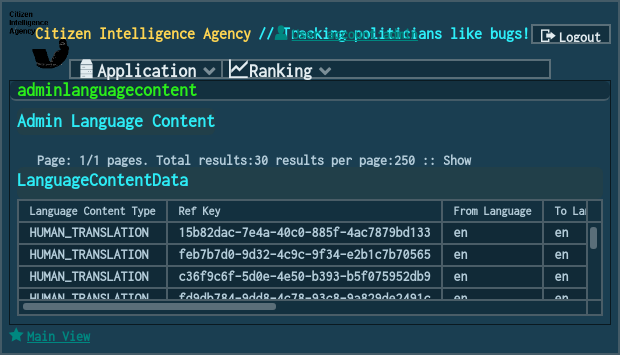 Citizen
Intelligence
Agency
Citizen Intelligence Agency // Tracking politicians like bugs!
Logout
Application
Ranking
adminlanguagecontent
Admin Language Content
Page: 1/1 pages. Total results:30 results per page:250 :: Show
LanguageContentData
Language Content Type Ref Key From Language To Lan
HUMAN_TRANSLATION 15b82dac-7e4a-40c0-885f-4ac7879bd133 en en
HUMAN_TRANSLATION feb7b7d0-9d32-4c9c-9f34-e2b1c7b70565 en en
HUMAN_TRANSLATION c36f9c6f-5d0e-4e50-b393-b5f075952db9 en en
HUMAN_TRANSLATION fd9db784-9dd8-4c78-93c8-9a829de2491c en en
Main View